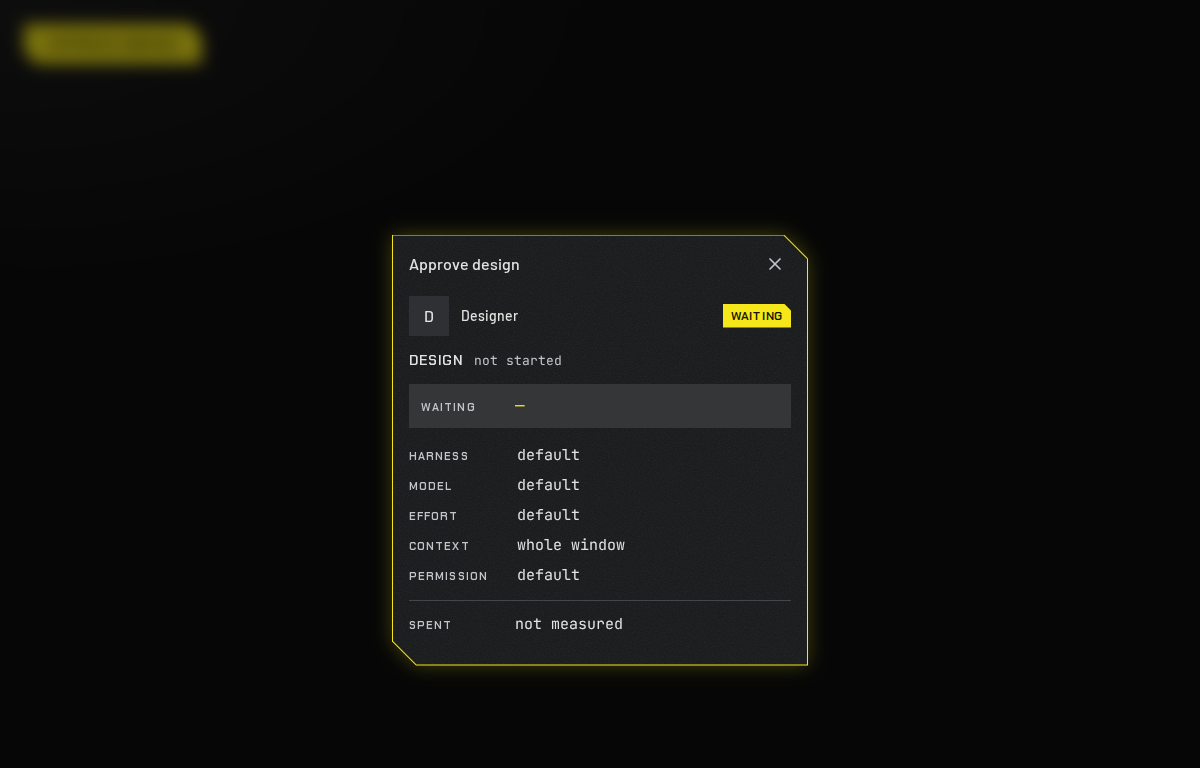 Approve design
D Designer WAITING
DESIGN not started
WAITING —
HARNESS default
MODEL default
EFFORT default
CONTEXT whole window
PERMISSION default
SPENT not measured